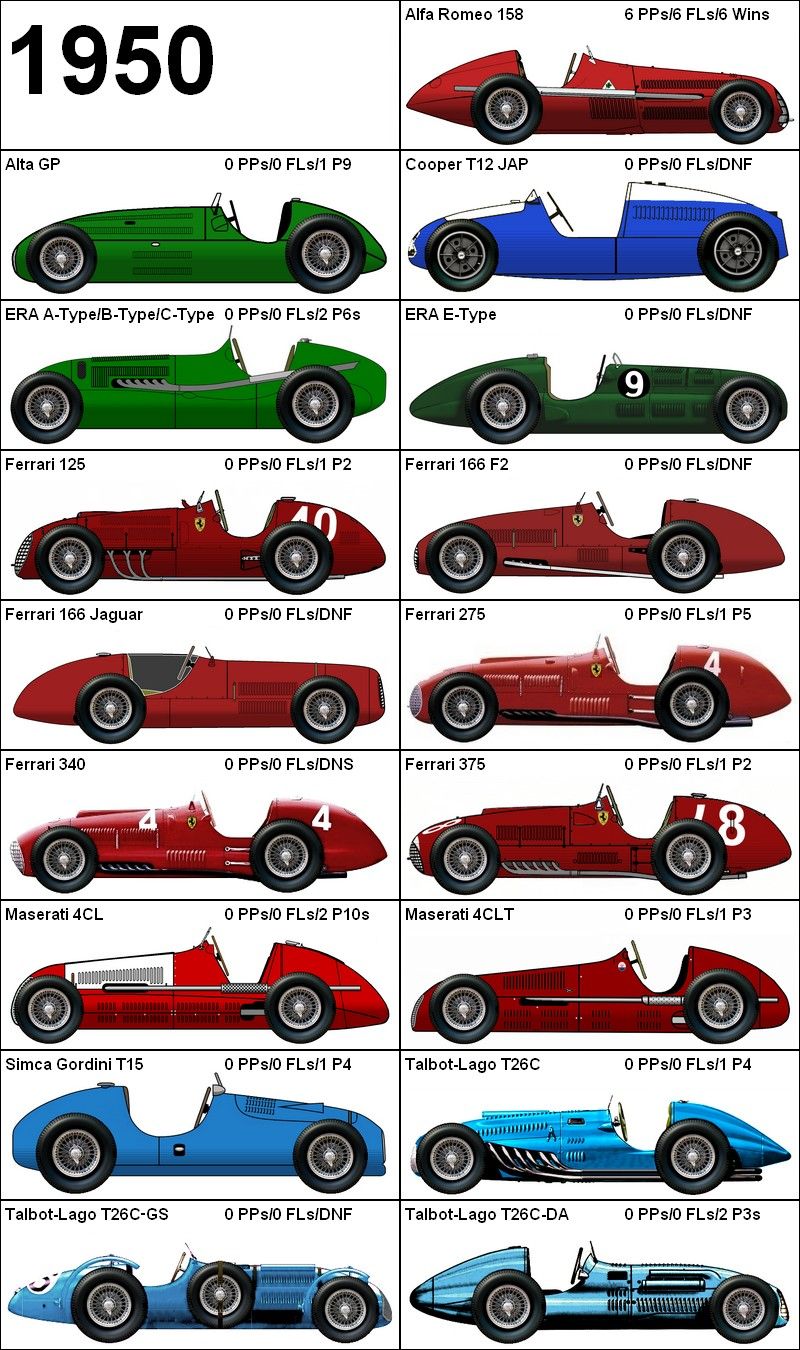 1950
Alfa Romeo 158 6 PPs/6 FLs/6 Wins
Alta GP 0 PPs/0 FLs/1 P9
Cooper T12 JAP 0 PPs/0 FLs/DNF
ERA A-Type/B-Type/C-Type 0 PPs/0 FLs/2 P6s
ERA E-Type 0 PPs/0 FLs/DNF
9
Ferrari 125 0 PPs/0 FLs/1 P2
40
Ferrari 166 F2 0 PPs/0 FLs/DNF
Ferrari 166 Jaguar 0 PPs/0 FLs/DNF
Ferrari 275 0 PPs/0 FLs/1 P5
4
Ferrari 340 0 PPs/0 FLs/DNS
4 4
Ferrari 375 0 PPs/0 FLs/1 P2
18
Maserati 4CL 0 PPs/0 FLs/2 P10s
Maserati 4CLT 0 PPs/0 FLs/1 P3
Simca Gordini T15 0 PPs/0 FLs/1 P4
Talbot-Lago T26C 0 PPs/0 FLs/1 P4
Talbot-Lago T26C-GS 0 PPs/0 FLs/DNF
Talbot-Lago T26C-DA 0 PPs/0 FLs/2 P3s